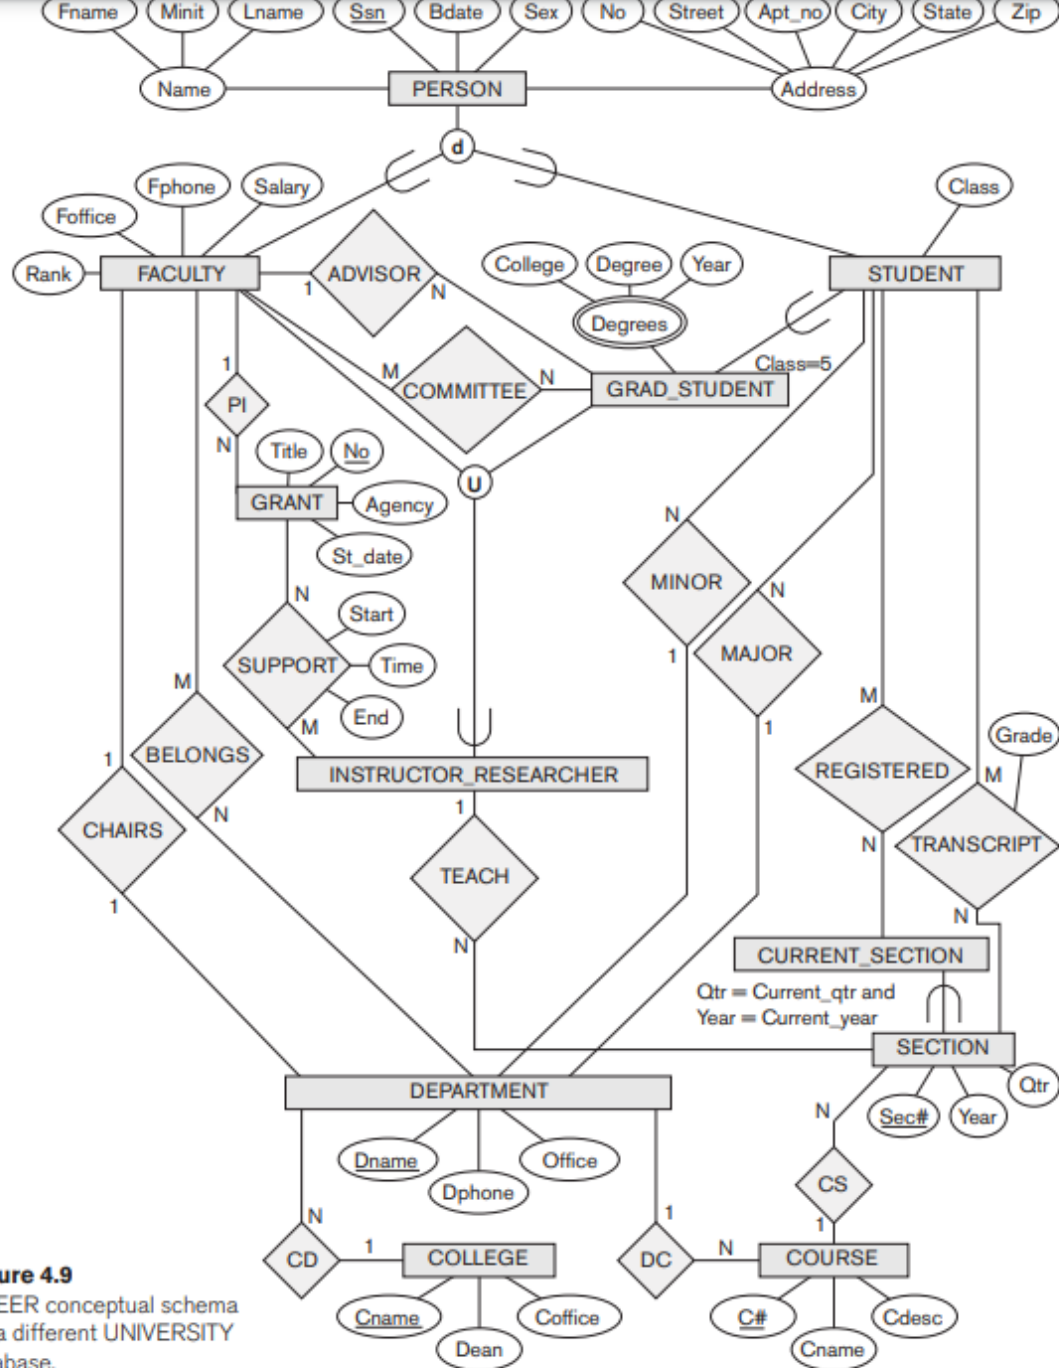 Fname Minit Lname Ssn Bdate Sex No Street Apt_no City State Zip
Name PERSON Address
d
Fphone Salary Class
Foffice
Rank FACULTY ADVISOR College Degree Year STUDENT
1 N
Degrees
Class=5
1 M COMMITTEE N GRAD_STUDENT
PI
N
Title No
U
GRANT Agency
N
St_date
MINOR
N Start N
SUPPORT Time 1 MAJOR
M M
End
M 1 Grade
1 BELONGS
INSTRUCTOR_RESEARCHER REGISTERED M
1
N
CHAIRS
N TRANSCRIPT
TEACH
1 N
N
CURRENT_SECTION
Qtr = Current_qtr and
Year = Current_year
SECTION
Qtr
DEPARTMENT
N Sec# Year
Dname Office
Dphone
CS
N 1 1
CD 1 COLLEGE DC N COURSE
Cname Coffice C# Cdesc
Dean Cname
ure 4.9
EER conceptual schema
a different UNIVERSITY
abase.